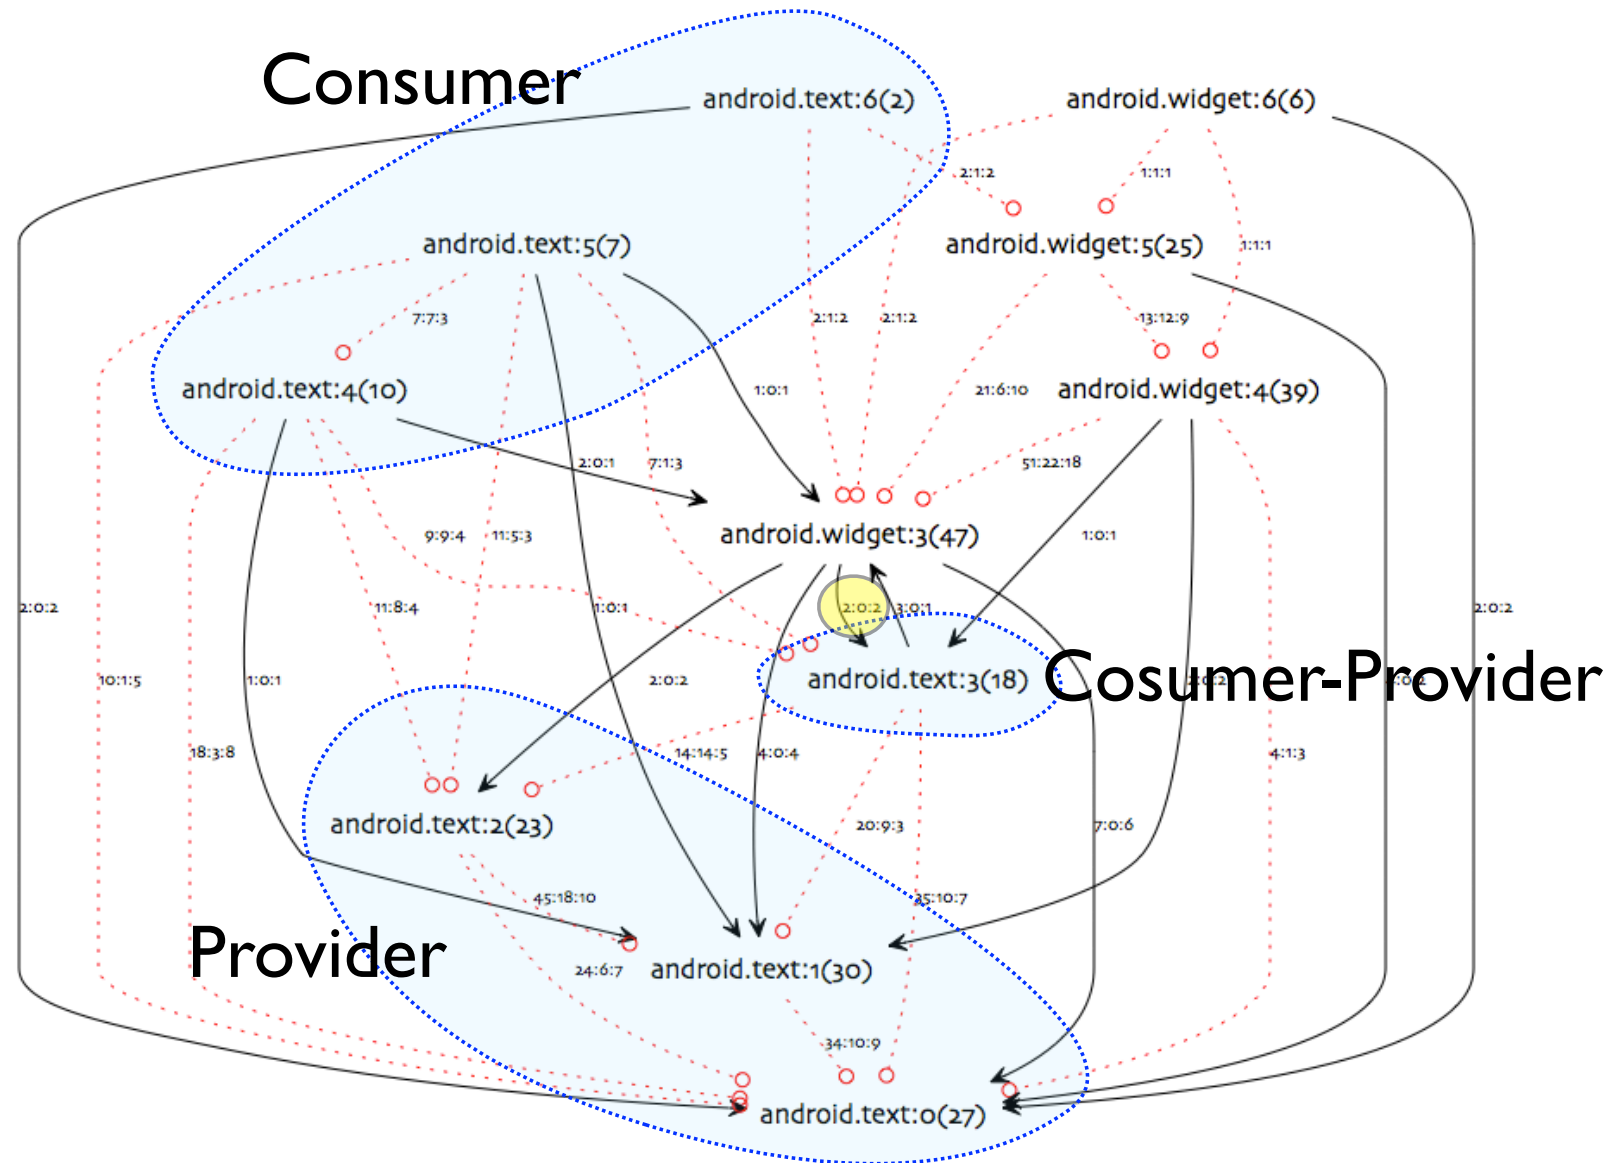 Consumer
android.text:6(2)
android.widget:6(6)
2:1:2
1:1:1
android.text:5(7)
android.widget:5(25)
1:1:1
7:7:3
2:1:2
2:1:2
13:12:9
android.text:4(10)
1:0:1
21:6:10
android.widget:4(39)
2:0:1
7:1:3
51:22:18
9:9:4
11:5:3
android.widget:3(47)
1:0:1
2:0:2
11:8:4
1:0:1
2:0:2
3:0:1
2:0:2
10:1:5
1:0:1
2:0:2
android.text:3(18)
Cosumer-Provider
18:3:8
14:14:5
4:0:4
4:1:3
android.text:2(23)
20:9:3
7:0:6
45:18:10
Provider
24:6:7
android.text:1(30)
34:10:9
android.text:0(27)